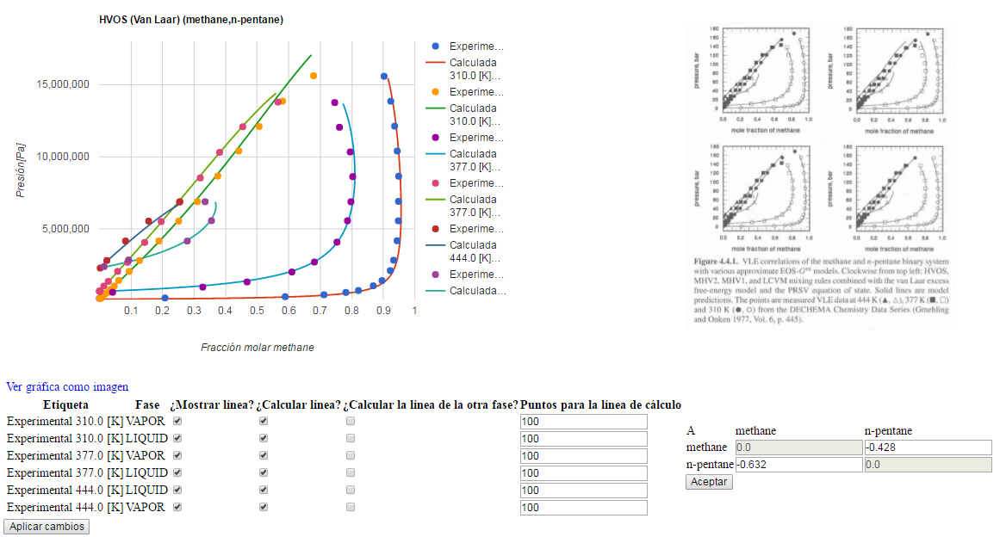 HVOS (Van Laar) (methane,n-pentane)
15,000,000
10,000,000
5,000,000
Presión[Pa]
0.1 0.2 0.3 0.4 0.5 0.6 0.7 0.8 0.9 1
Fracción molar methane
Experime...
Calculada
310.0 [K]...
Experime...
Calculada
310.0 [K]...
Experime...
Calculada
377.0 [K]...
Experime...
Calculada
377.0 [K]...
Experime...
Calculada
444.0 [K]...
Experime...
Calculada...
pressure, bar
180
160
140
120
100
80
60
40
20
0
0.0 0.2 0.4 0.6 0.8 1.0
mole fraction of methane
pressure, bar
180
160
140
120
100
80
60
40
20
0
0.0 0.2 0.4 0.6 0.8 1.0
mole fraction of methane
pressure, bar
180
160
140
120
100
80
60
40
20
0
0.0 0.2 0.4 0.6 0.8 1.0
mole fraction of methane
pressure, bar
180
160
140
120
100
80
60
40
20
0
0.0 0.2 0.4 0.6 0.8 1.0
mole fraction of methane
Figure 4.4.1. VLE correlations of the methane and n-pentane binary system
with various approximate EOS-Gex models. Clockwise from top left: HVOS,
MHV2, MHV1, and LCVM mixing rules combined with the van Laar excess
free-energy model and the PRSV equation of state. Solid lines are model
predictions. The points are measured VLE data at 444 K (▲, △), 377 K (■, □)
and 310 K (●, ○) from the DECHEMA Chemistry Data Series (Gmehling
and Onken 1977, Vol. 6, p. 445).
Ver gráfica como imagen
Etiqueta Fase ¿Mostrar línea? ¿Calcular línea? ¿Calcular la línea de la otra fase? Puntos para la línea de cálculo
Experimental 310.0 [K] VAPOR 100
Experimental 310.0 [K] LIQUID 100
Experimental 377.0 [K] VAPOR 100
Experimental 377.0 [K] LIQUID 100
Experimental 444.0 [K] LIQUID 100
Experimental 444.0 [K] VAPOR 100
Aplicar cambios
A methane n-pentane
methane 0.0 -0.428
n-pentane -0.632 0.0
Aceptar